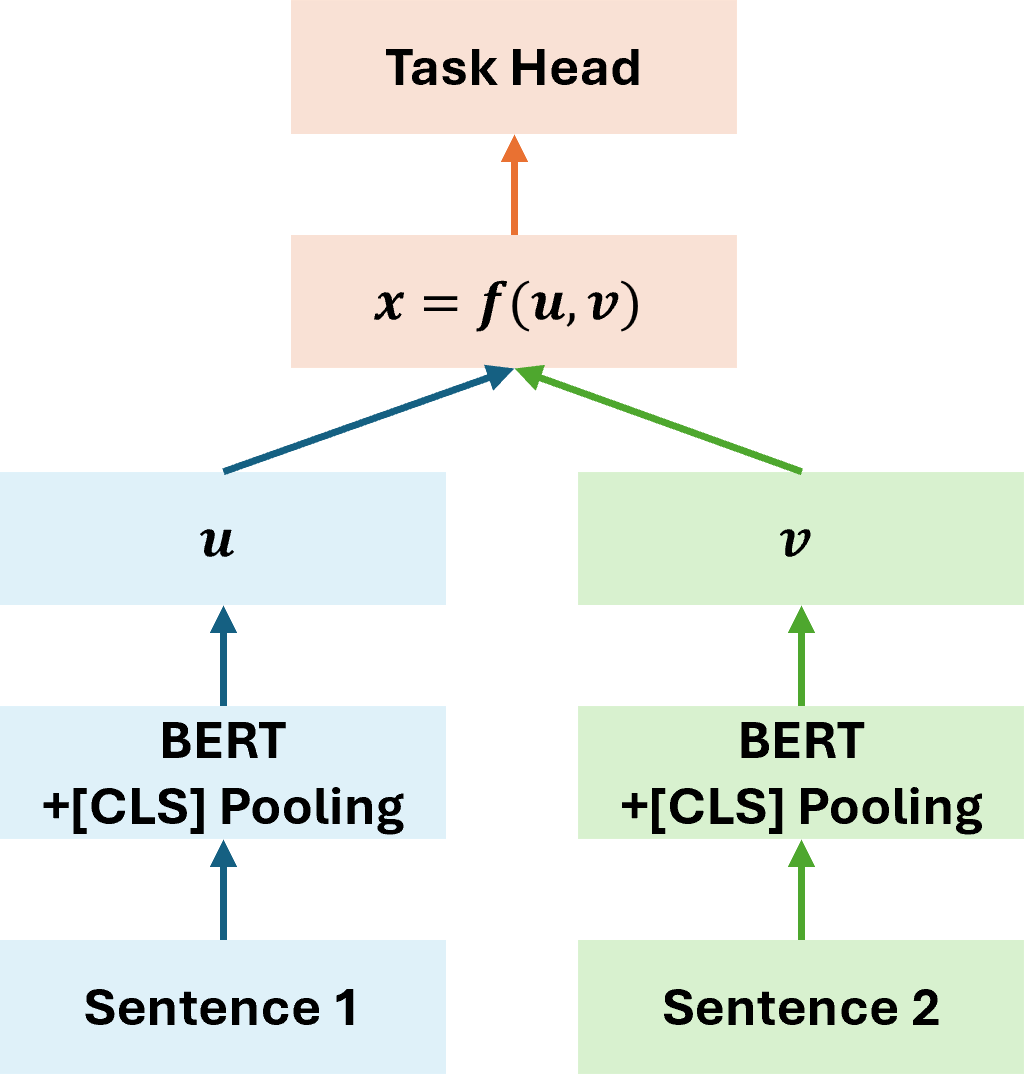 Task Head
x = f(u, v)
u
v
BERT
+[CLS] Pooling
BERT
+[CLS] Pooling
Sentence 1
Sentence 2